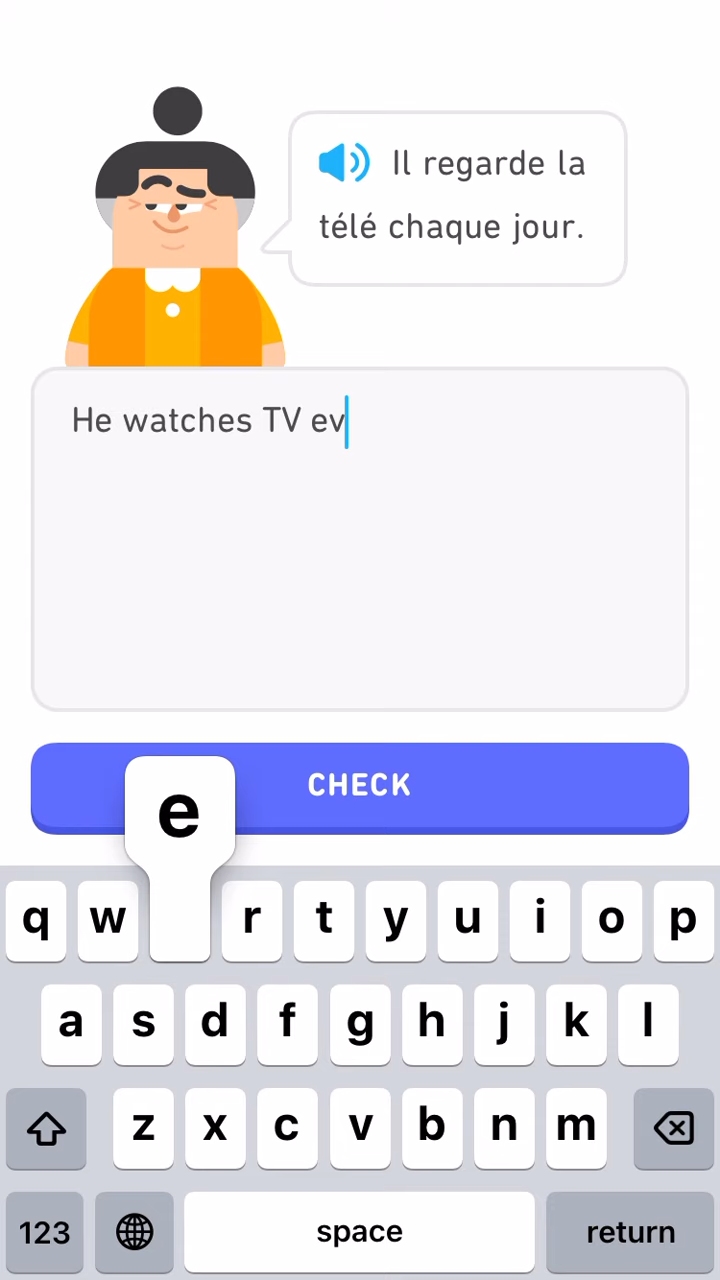 Il regarde la
télé chaque jour.
He watches TV ev
CHECK
e
q w r t y u i o p
a s d f g h j k l
z x c v b n m
123 space return